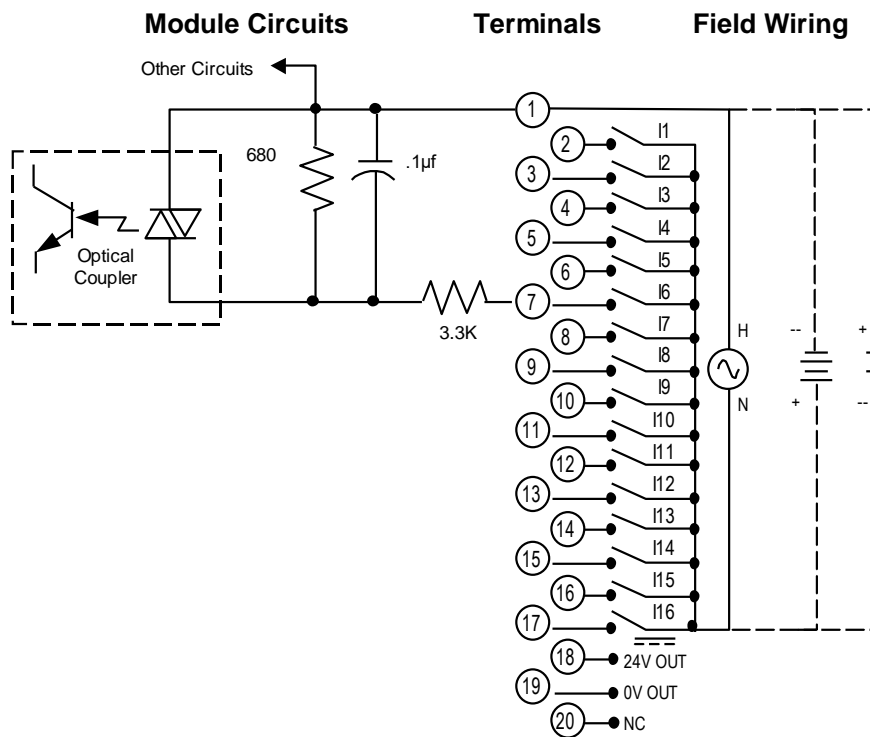 Module Circuits
Terminals
Field Wiring
Other Circuits
680
.1µf
Optical
Coupler
3.3K
1
2
I1
3
I2
4
I3
5
I4
6
I5
7
I6
8
I7
9
I8
10
I9
11
I10
12
I11
13
I12
14
I13
15
I14
16
I15
17
I16
18
24V OUT
19
0V OUT
20
NC
H
N
--
+
+
--